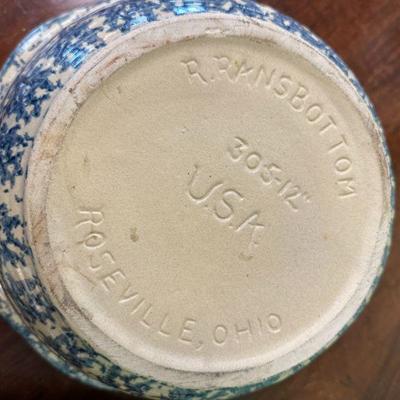 R.RANSBOTTOM
305-12"
U.S.A.
ROSEVILLE, OHIO